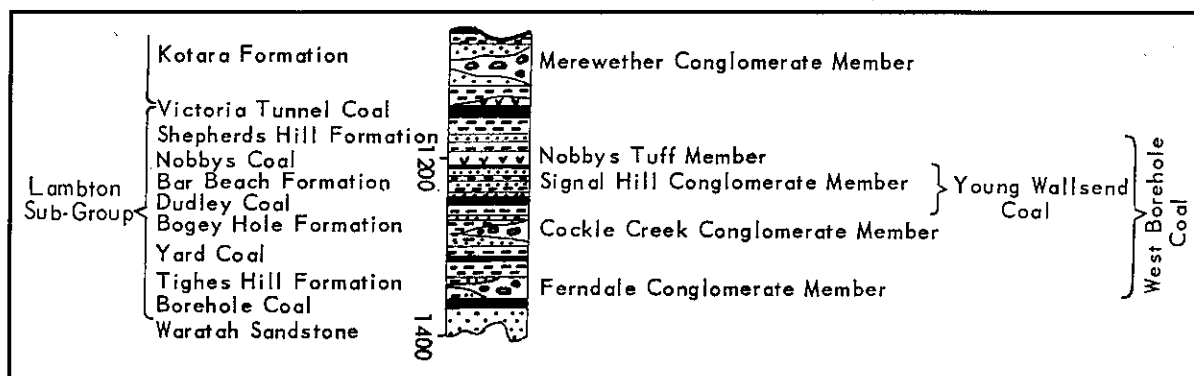 Kotara Formation
Merewether Conglomerate Member
Victoria Tunnel Coal
Shepherds Hill Formation
Nobbys Coal
1200
Nobbys Tuff Member
Bar Beach Formation
Signal Hill Conglomerate Member
Young Wallsend
Coal
Lambton
Sub-Group
Dudley Coal
Bogey Hole Formation
Cockle Creek Conglomerate Member
West Borehole
Coal
Yard Coal
Tighes Hill Formation
Ferndale Conglomerate Member
Borehole Coal
Waratah Sandstone
1400